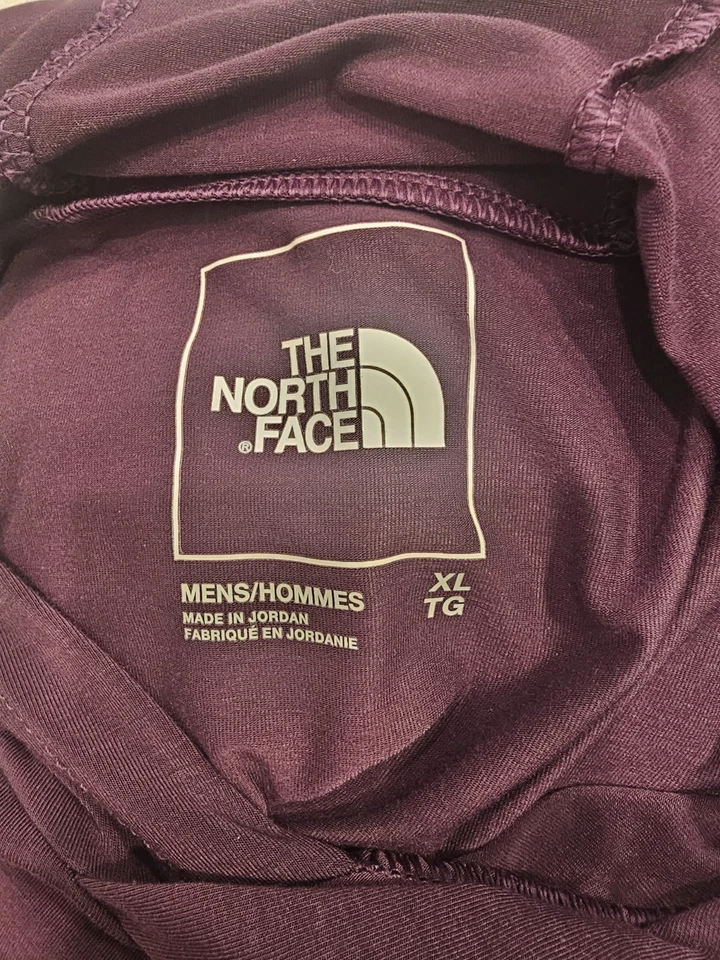 THE
NORTH
® FACE
MENS/HOMMES XL
MADE IN JORDAN TG
FABRIQUÉ EN JORDANIE